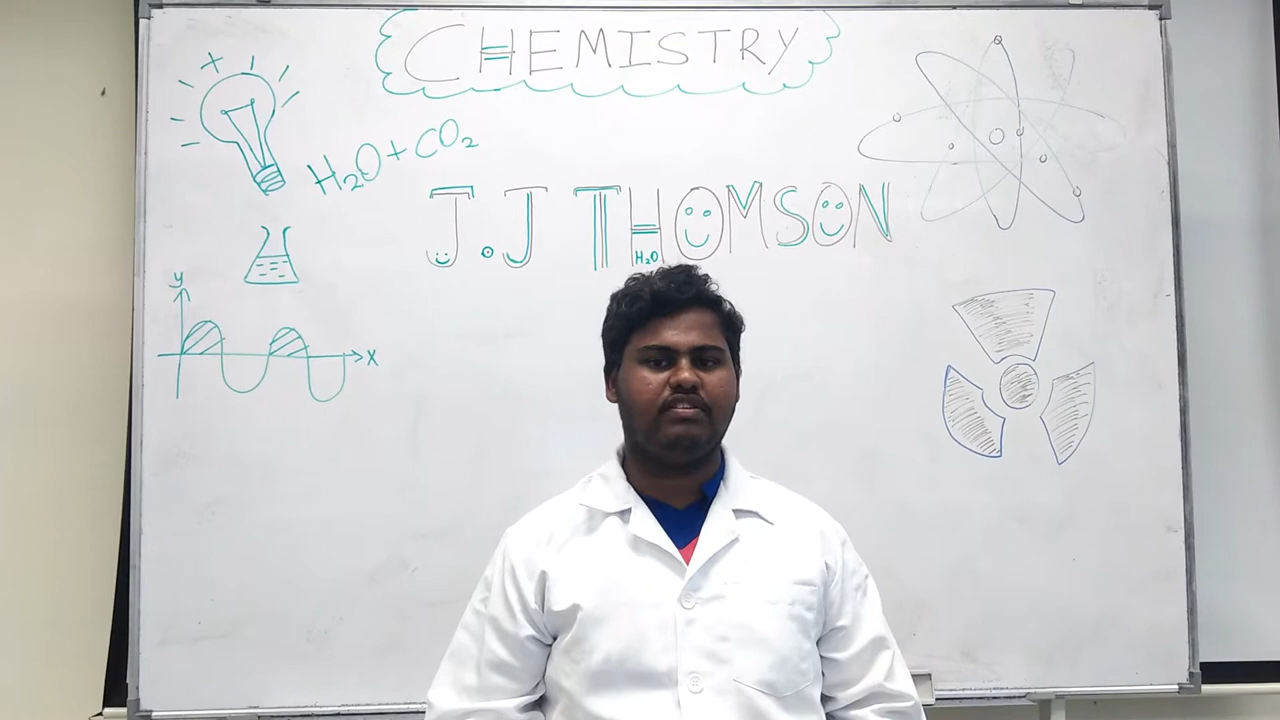 CHEMISTRY
H₂O + CO₂
J.J THOMSON
H₂O
y
x